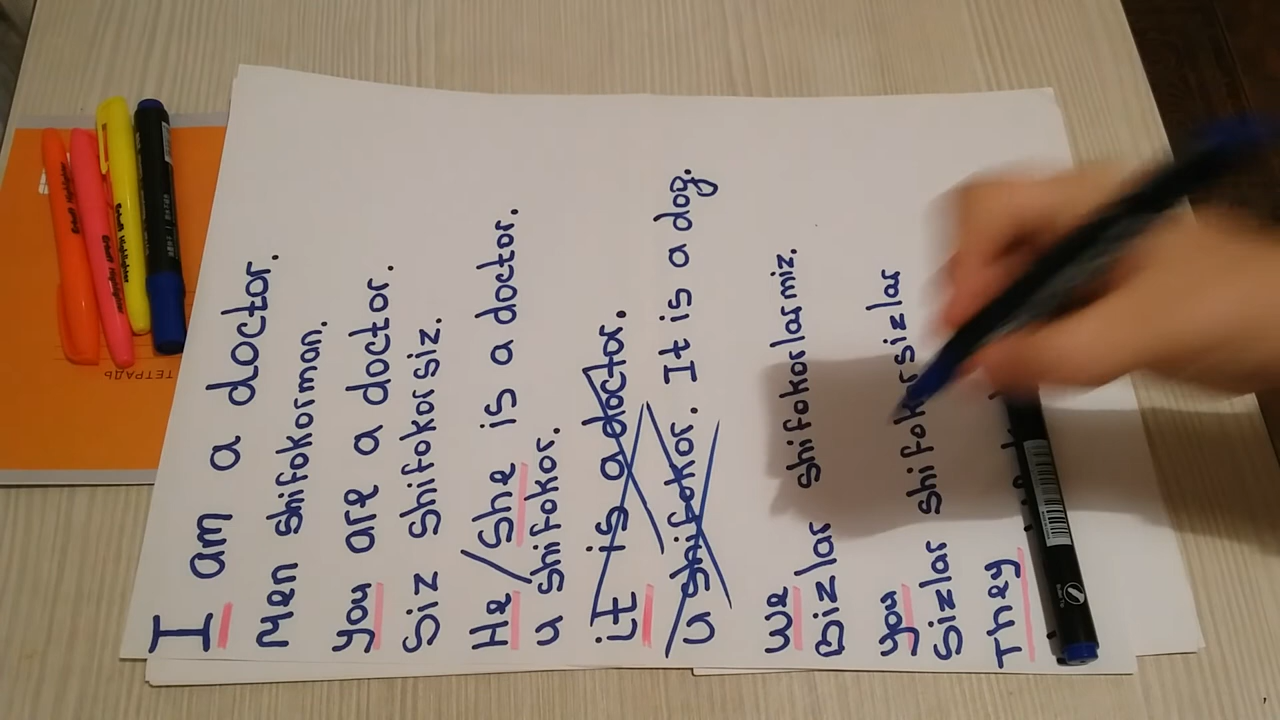 I am a doctor.
Men shifokorman.
You are a doctor.
Siz shifokorsiz.
He/She is a doctor.
u shifokor.
it is a doctor.
u shifokor. It is a dog.
We
Bizlar shifokorlarmiz.
You
Sizlar shifokorsizlar
They
ТЕТРАДЬ